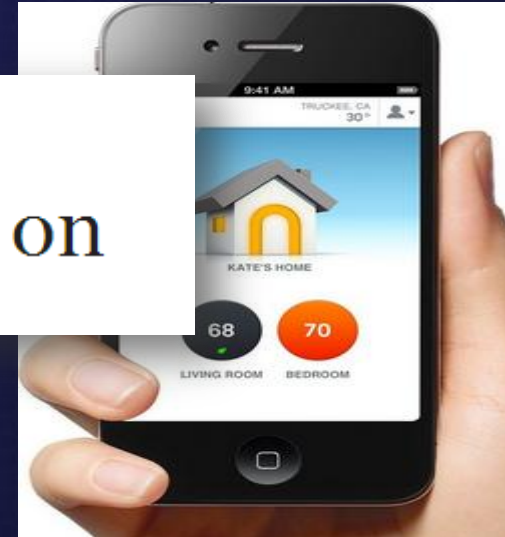 9:41 AM
TRUCKEE, CA
30°
on
KATE'S HOME
68 70
LIVING ROOM BEDROOM